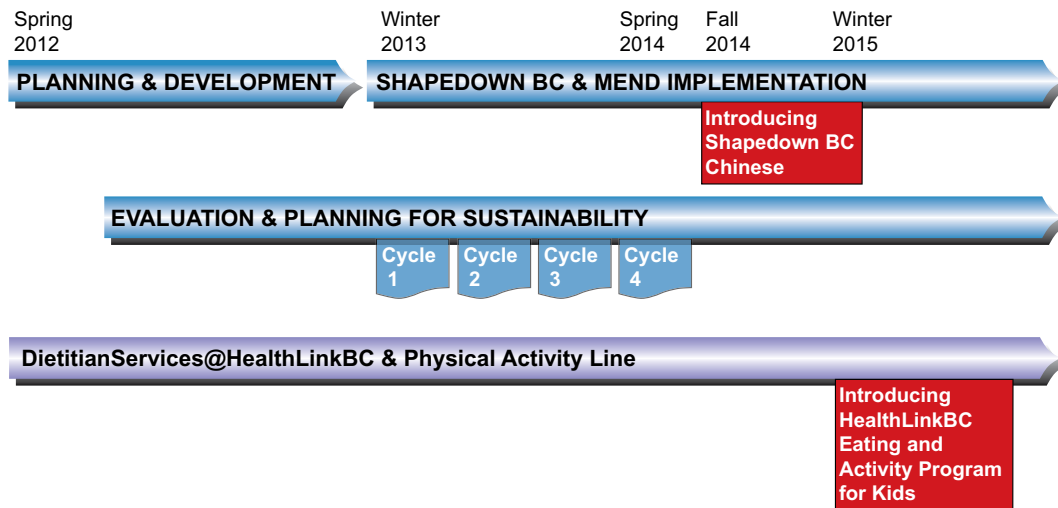 Spring
2012
Winter
2013
Spring
2014
Fall
2014
Winter
2015
PLANNING & DEVELOPMENT
SHAPEDOWN BC & MEND IMPLEMENTATION
Introducing
Shapedown BC
Chinese
EVALUATION & PLANNING FOR SUSTAINABILITY
Cycle
1
Cycle
2
Cycle
3
Cycle
4
DietitianServices@HealthLinkBC & Physical Activity Line
Introducing
HealthLinkBC
Eating and
Activity Program
for Kids